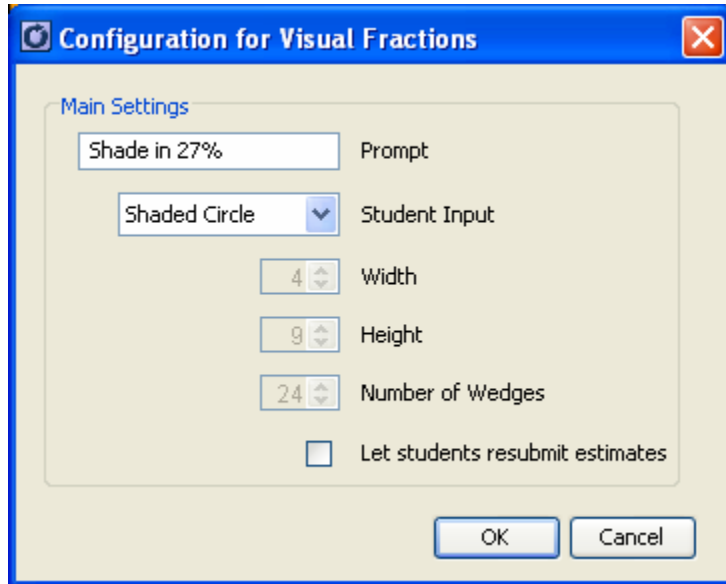 Configuration for Visual Fractions
Main Settings
Shade in 27% Prompt
Shaded Circle Student Input
4 Width
9 Height
24 Number of Wedges
Let students resubmit estimates
OK Cancel